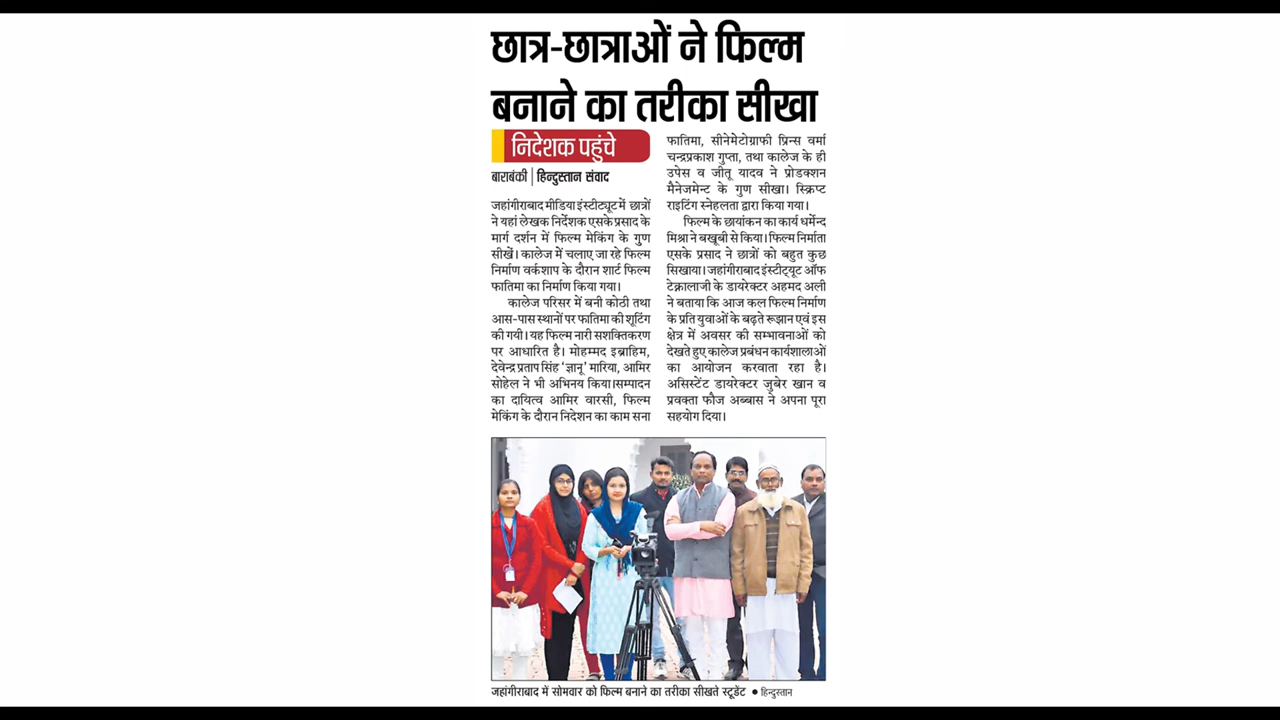 छात्र-छात्राओं ने फिल्म
बनाने का तरीका सीखा
निदेशक पहुंचे
बाराबंकी | हिन्दुस्तान संवाद
जहांगीराबाद मीडिया इंस्टीट्यूट में छात्रों
ने यहां लेखक निर्देशक एसके प्रसाद के
मार्ग दर्शन में फिल्म मेकिंग के गुण
सीखें। कालेज में चलाए जा रहे फिल्म
निर्माण वर्कशाप के दौरान शार्ट फिल्म
फातिमा का निर्माण किया गया।
कालेज परिसर में बनी कोठी तथा
आस-पास स्थानों पर फातिमा की शूटिंग
की गयी। यह फिल्म नारी सशक्तिकरण
पर आधारित है। मोहम्मद इब्राहिम,
देवेन्द्र प्रताप सिंह ‘ज्ञानू’ मारिया, आमिर
सोहेल ने भी अभिनय किया।सम्पादन
का दायित्व आमिर वारसी, फिल्म
मेकिंग के दौरान निदेशन का काम सना
फातिमा, सीनेमेटोग्राफी प्रिन्स वर्मा
चन्द्रप्रकाश गुप्ता, तथा कालेज के ही
उपेस व जीतू यादव ने प्रोडक्शन
मैनेजमेन्ट के गुण सीखा। स्क्रिप्ट
राइटिंग स्नेहलता द्वारा किया गया।
फिल्म के छायांकन का कार्य धर्मेन्द
मिश्रा ने बखूबी से किया। फिल्म निर्माता
एसके प्रसाद ने छात्रों को बहुत कुछ
सिखाया। जहांगीराबाद इंस्टीट्यूट ऑफ
टेक्नालाजी के डायरेक्टर अहमद अली
ने बताया कि आज कल फिल्म निर्माण
के प्रति युवाओं के बढ़ते रूझान एवं इस
क्षेत्र में अवसर की सम्भावनाओं को
देखते हुए कालेज प्रबंधन कार्यशालाओं
का आयोजन करवाता रहा है।
असिस्टेंट डायरेक्टर जुबेर खान व
प्रवक्ता फौज अब्बास ने अपना पूरा
सहयोग दिया।
जहांगीराबाद में सोमवार को फिल्म बनाने का तरीका सीखते स्टूडेंट ● हिन्दुस्तान